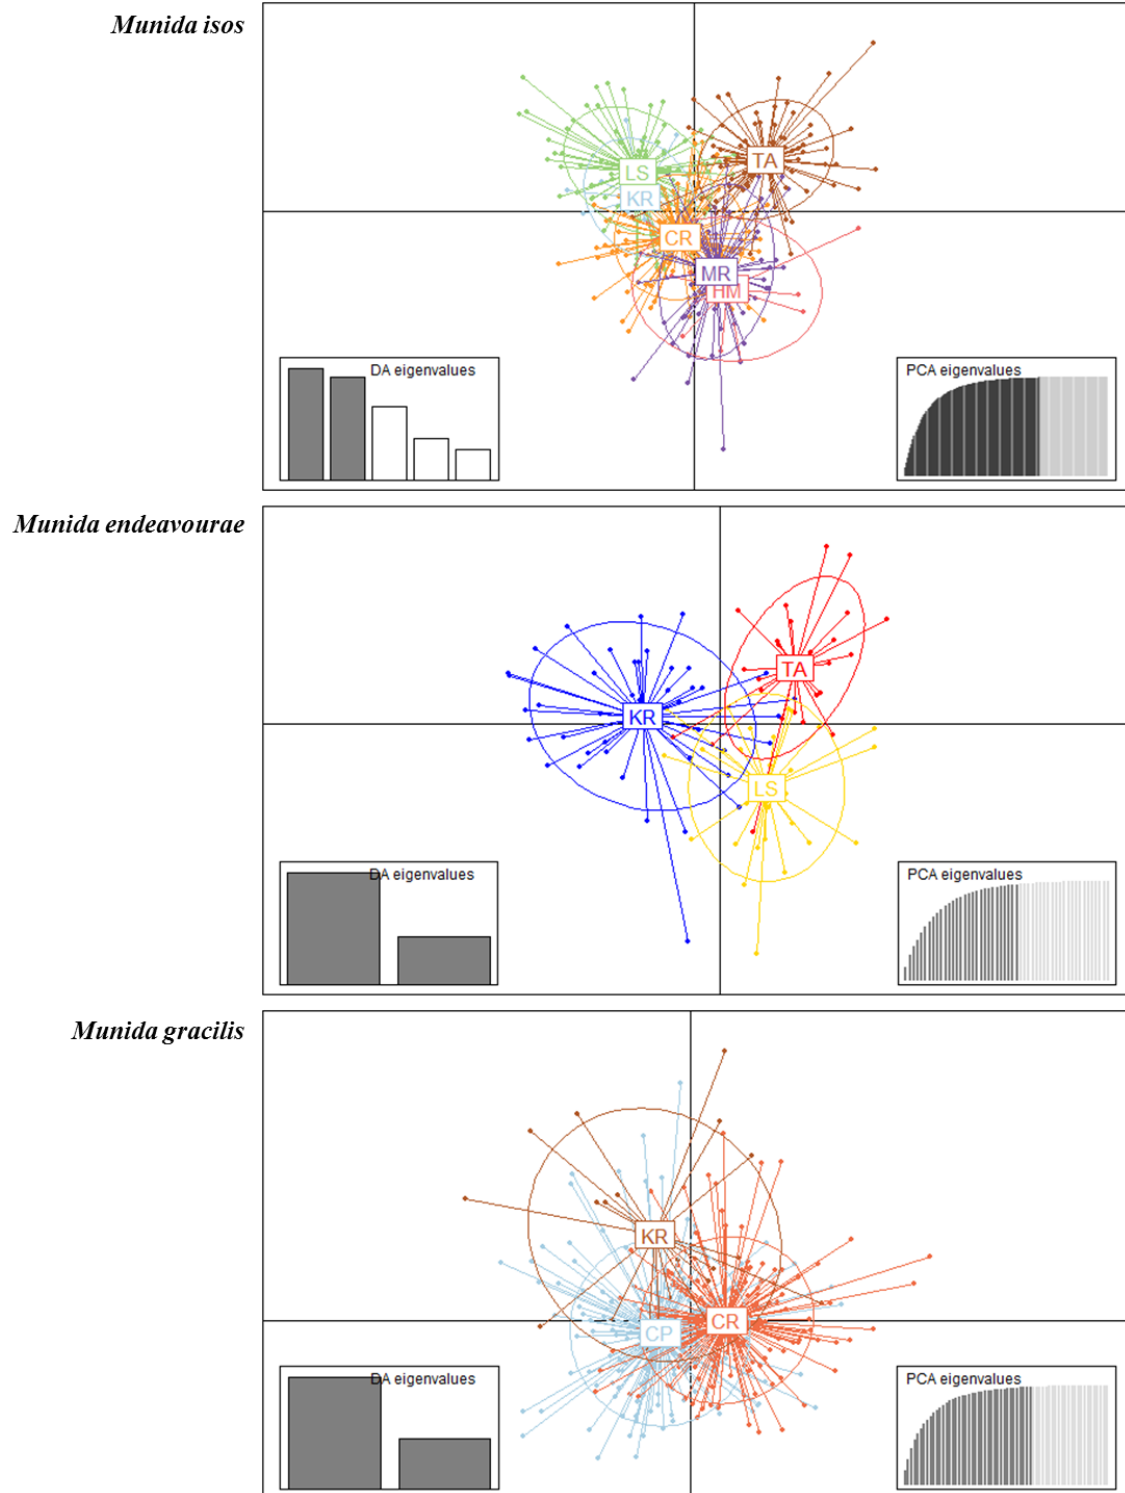 Munida isos
TA
LS
KR
CR
MR
HM
DA eigenvalues
PCA eigenvalues
Munida endeavourae
TA
KR
LS
DA eigenvalues
PCA eigenvalues
Munida gracilis
KR
CR
CP
DA eigenvalues
PCA eigenvalues